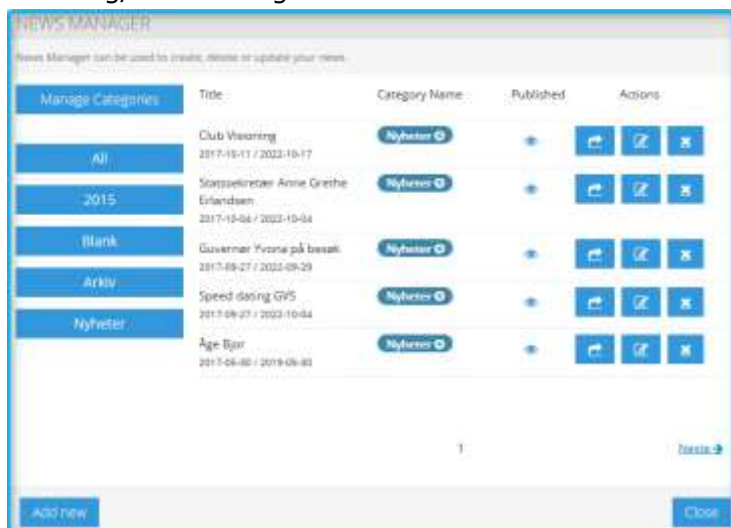 NEWS MANAGER
News Manager can be used to create, delete or update your news.
Manage Categories
All
2015
Blank
Arkiv
Nyheter
Title Category Name Published Actions
Club Visioning Nyheter
2017-10-11 / 2022-10-17
Statssekretær Anne Grethe Nyheter
Erlandsen
2017-10-04 / 2022-10-04
Guvernør Yvona på besøk Nyheter
2017-09-27 / 2022-09-29
Speed dating GVS Nyheter
2017-09-27 / 2022-10-04
Åge Bjor Nyheter
1 Neste
Add new Close